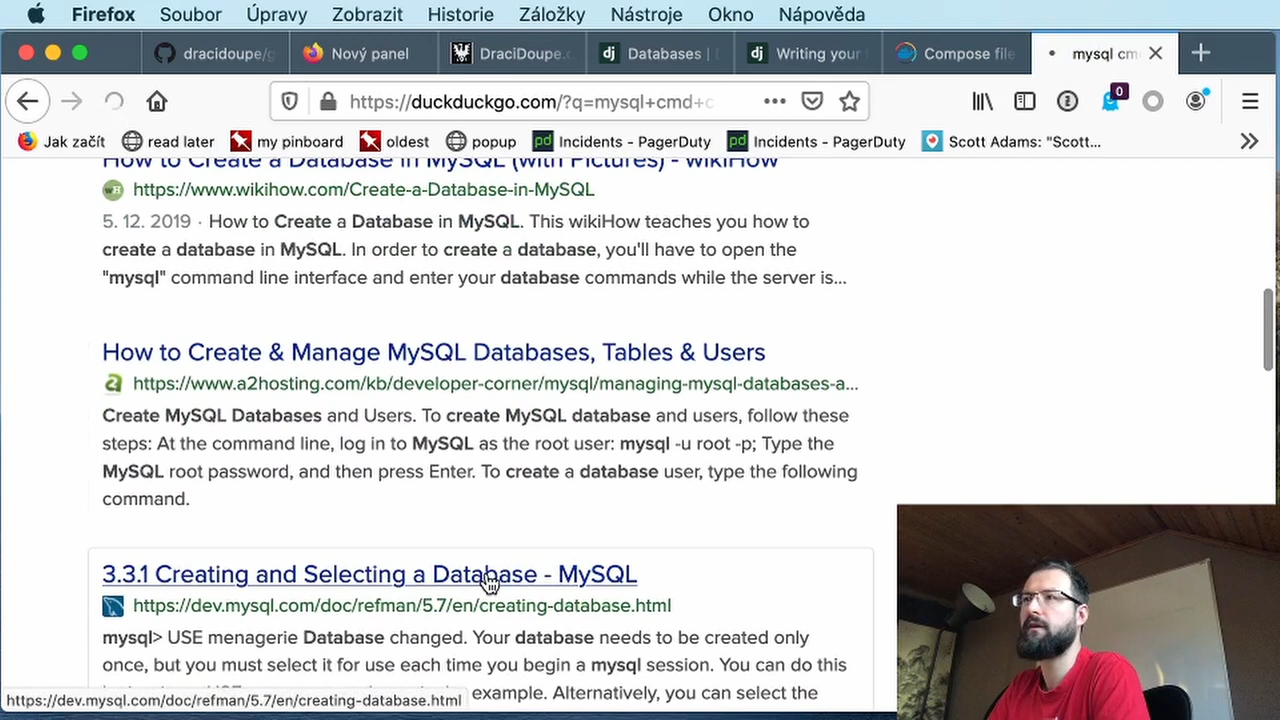 Firefox Soubor Úpravy Zobrazit Historie Záložky Nástroje Okno Nápověda
dracidoupe/g Nový panel DraciDoupe.c Databases | Writing your Compose file mysql cm
https://duckduckgo.com/?q=mysql+cmd+c 0
Jak začít read later my pinboard oldest popup Incidents - PagerDuty Incidents - PagerDuty Scott Adams: "Scott...
How to Create a Database in MySQL (with Pictures) - wikiHow
https://www.wikihow.com/Create-a-Database-in-MySQL
5. 12. 2019 · How to Create a Database in MySQL. This wikiHow teaches you how to
create a database in MySQL. In order to create a database, you'll have to open the
"mysql" command line interface and enter your database commands while the server is...
How to Create & Manage MySQL Databases, Tables & Users
https://www.a2hosting.com/kb/developer-corner/mysql/managing-mysql-databases-a...
Create MySQL Databases and Users. To create MySQL database and users, follow these
steps: At the command line, log in to MySQL as the root user: mysql -u root -p; Type the
MySQL root password, and then press Enter. To create a database user, type the following
command.
3.3.1 Creating and Selecting a Database - MySQL
https://dev.mysql.com/doc/refman/5.7/en/creating-database.html
mysql> USE menagerie Database changed. Your database needs to be created only
once, but you must select it for use each time you begin a mysql session. You can do this
example. Alternatively, you can select the
https://dev.mysql.com/doc/refman/5.7/en/creating-database.html